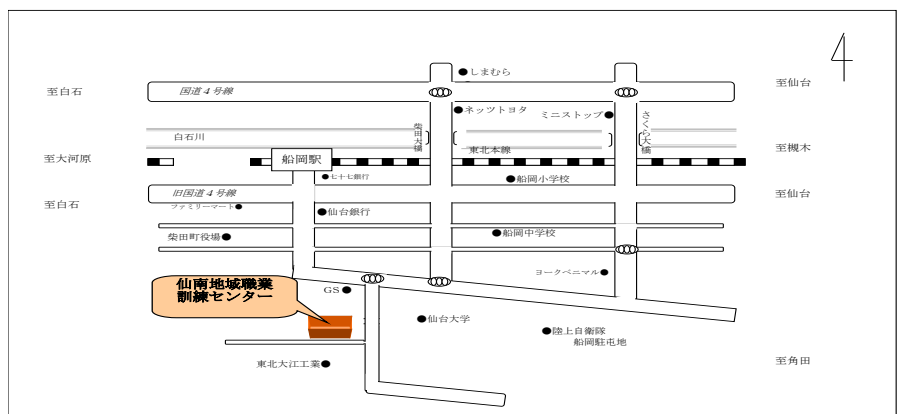 しまむら
至仙台
至白石
国道4号線
ネッツトヨタ
ミニストップ
さくら大橋
柴田大橋
白石川
至槻木
東北本線
至大河原
船岡駅
七十七銀行
船岡小学校
旧国道4号線
至仙台
至白石
ファミリーマート
仙台銀行
柴田町役場
船岡中学校
ヨークベニマル
仙南地域職業
訓練センター
GS
仙台大学
陸上自衛隊
船岡駐屯地
東北大江工業
至角田